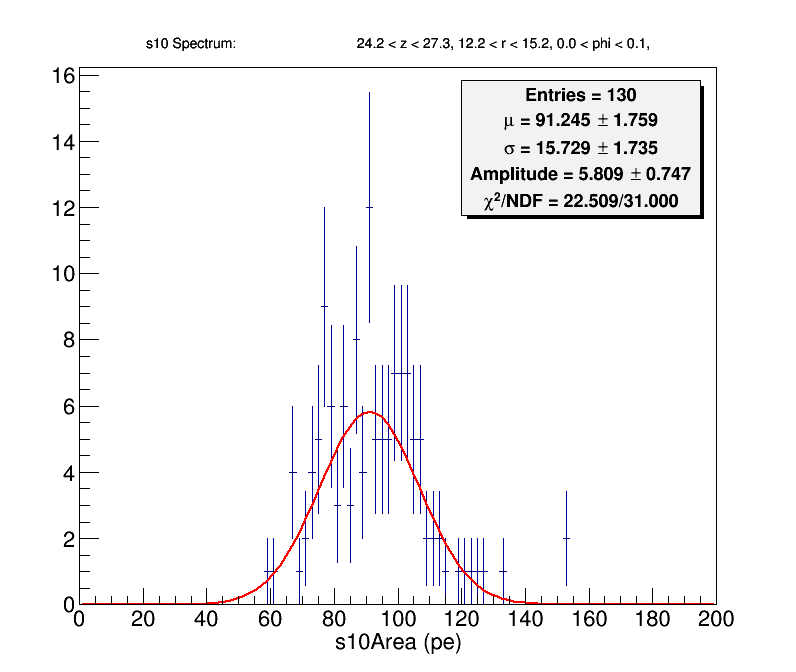 s10 Spectrum: 24.2 < z < 27.3, 12.2 < r < 15.2, 0.0 < phi < 0.1,
Entries = 130
μ = 91.245 ± 1.759
σ = 15.729 ± 1.735
Amplitude = 5.809 ± 0.747
χ²/NDF = 22.509/31.000
16
14
12
10
8
6
4
2
0
0 20 40 60 80 100 120 140 160 180 200
s10Area (pe)